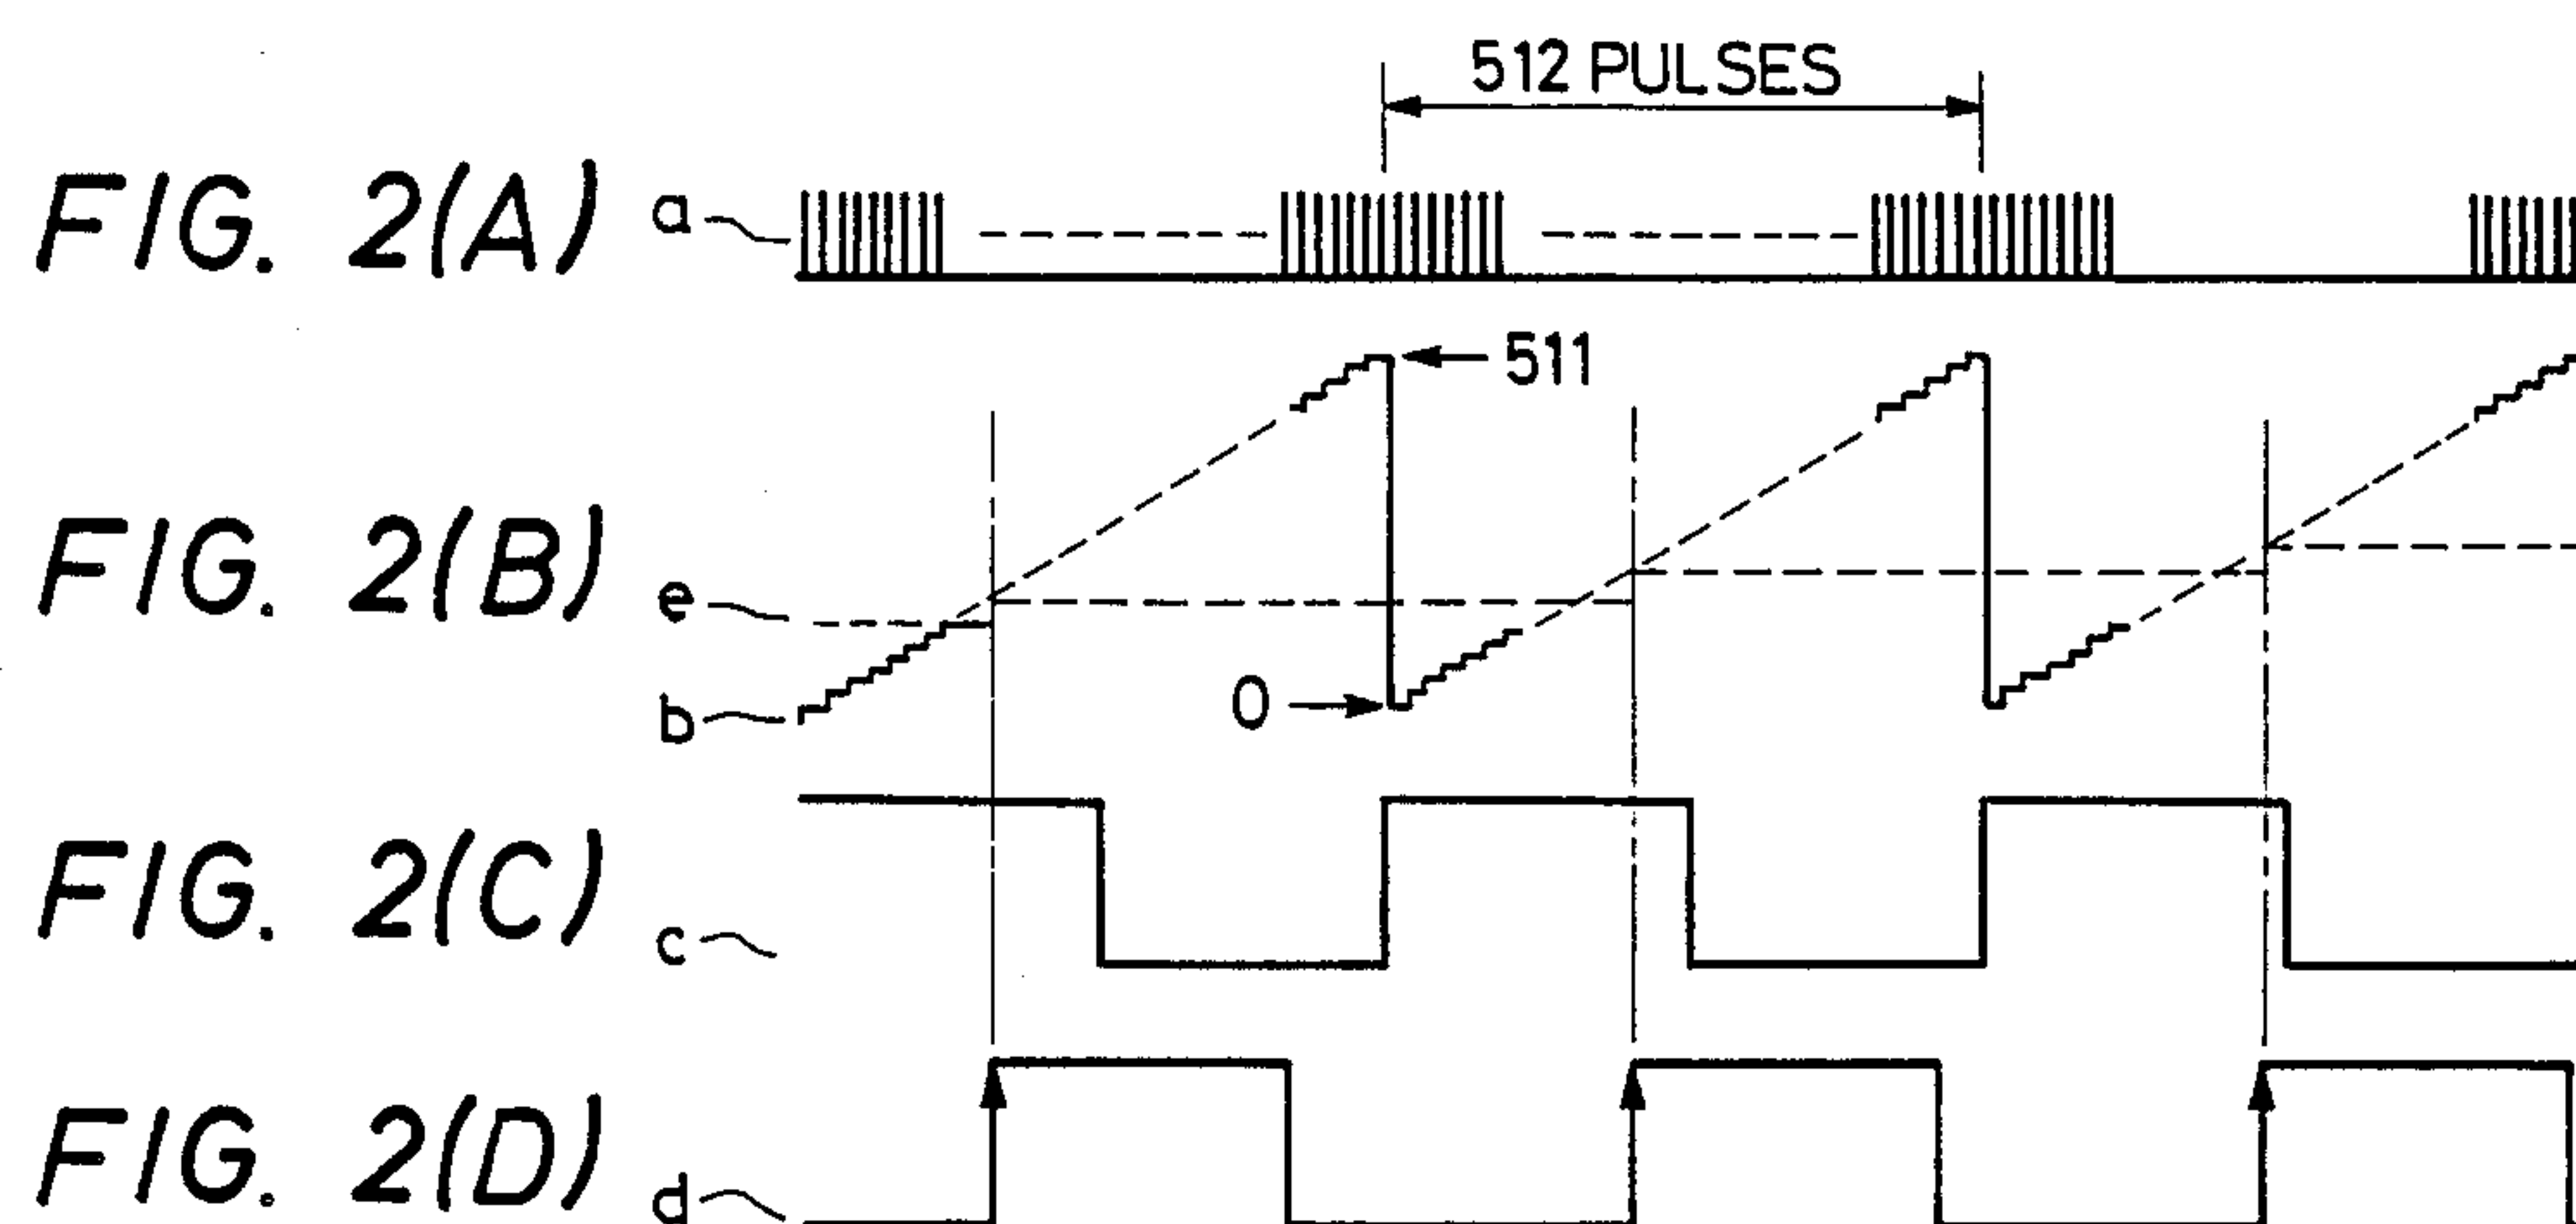 512 PULSES
FIG. 2(A)
a
511
FIG. 2(B)
e
b
0
FIG. 2(C)
c
FIG. 2(D)
d